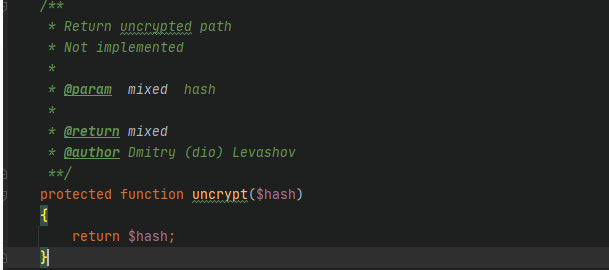 /**
* Return uncrypted path
* Not implemented
*
* @param  mixed  hash
*
* @return mixed
* @author Dmitry (dio) Levashov
**/
protected function uncrypt($hash)
{
return $hash;
}